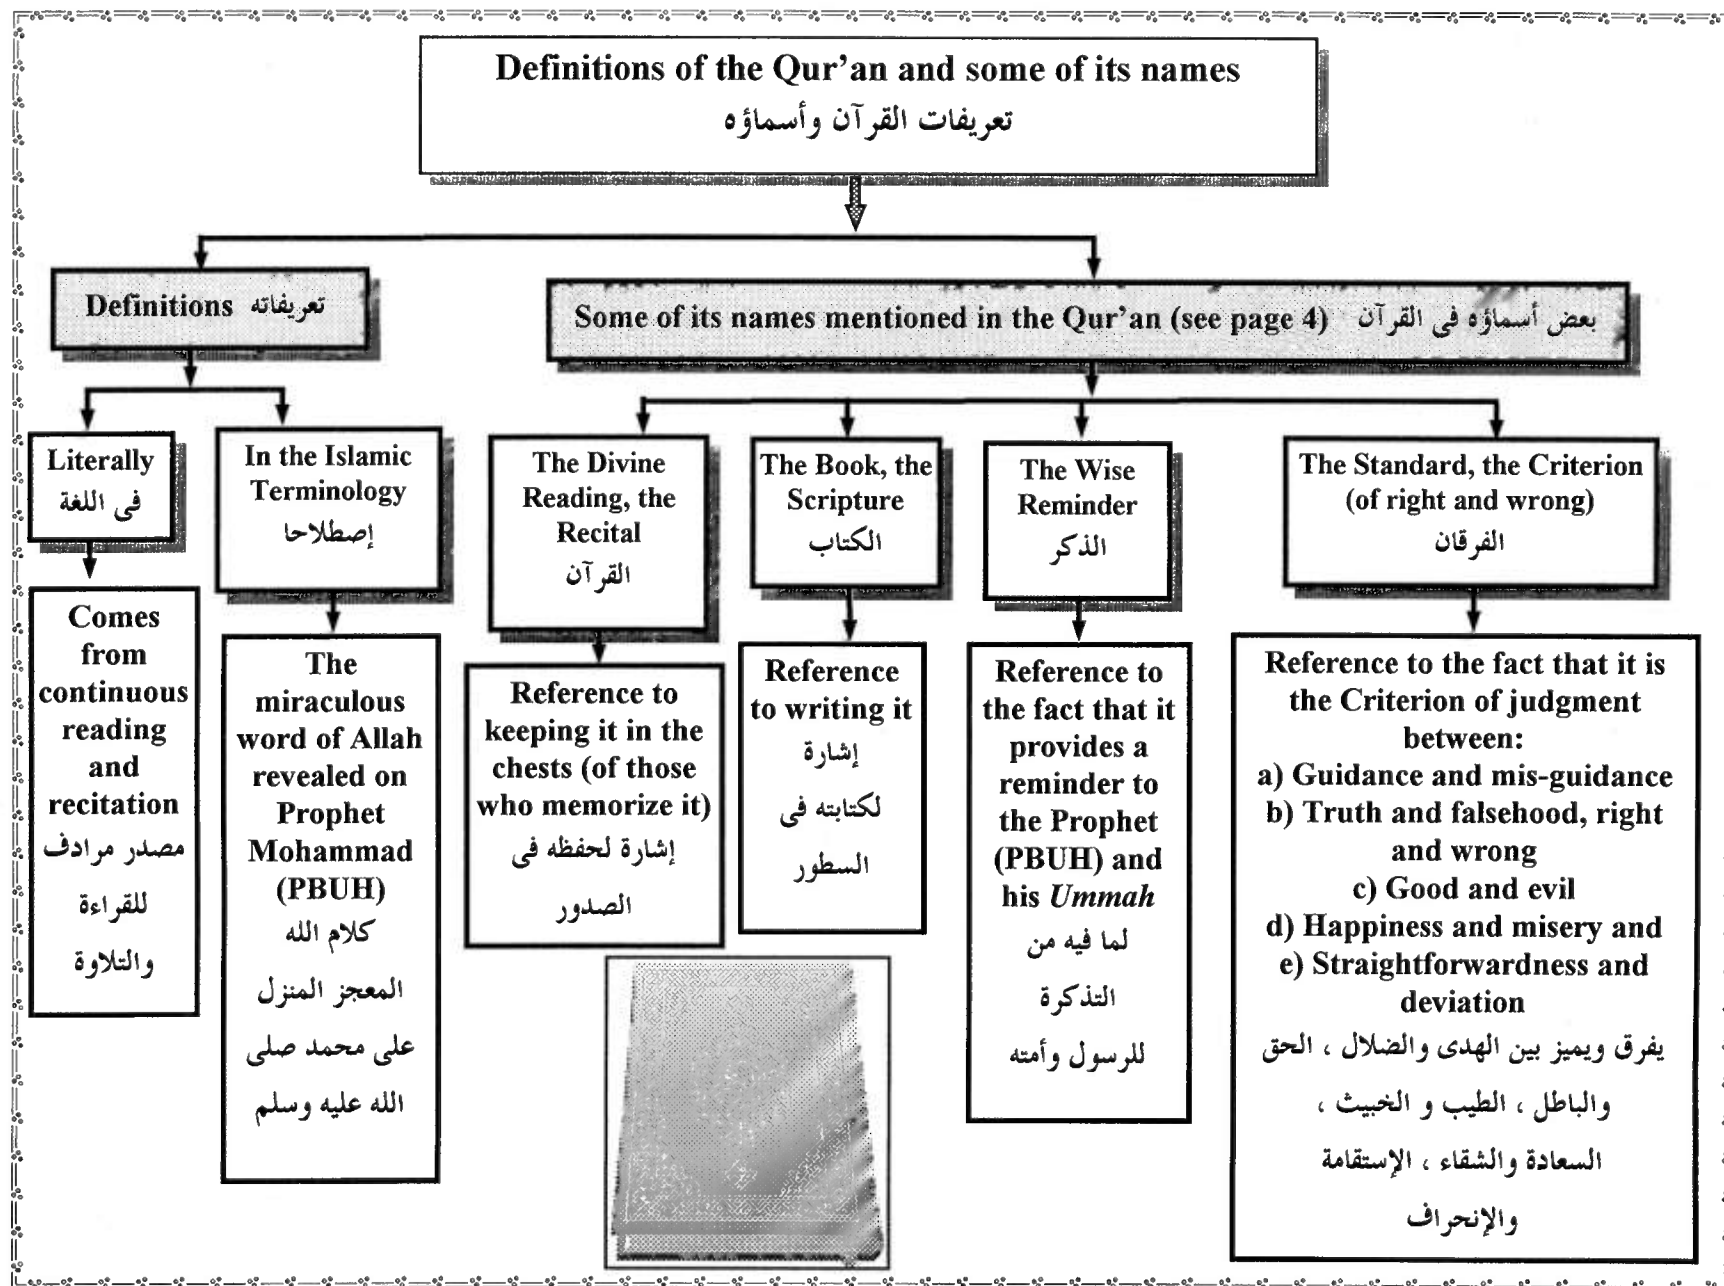 Definitions of the Qur'an and some of its names
تعريفات القرآن وأسماؤه
Definitions تعريفاته
Some of its names mentioned in the Qur'an (see page 4) بعض أسماؤه فى القرآن
Literally
فى اللغة
Comes
from
continuous
reading
and
recitation
مصدر مرادف
للقراءة
والتلاوة
In the Islamic
Terminology
إصطلاحا
The
miraculous
word of Allah
revealed on
Prophet
Mohammad
(PBUH)
كلام الله
المعجز المنزل
على محمد صلى
الله عليه وسلم
The Divine
Reading, the
Recital
القرآن
Reference to
keeping it in the
chests (of those
who memorize it)
إشارة لحفظه فى
الصدور
The Book, the
Scripture
الكتاب
Reference
to writing it
إشارة
لكتابته فى
السطور
The Wise
Reminder
الذكر
Reference to
the fact that it
provides a
reminder to
the Prophet
(PBUH) and
his Ummah
لما فيه من
التذكرة
للرسول وأمته
The Standard, the Criterion
(of right and wrong)
الفرقان
Reference to the fact that it is
the Criterion of judgment
between:
a) Guidance and mis-guidance
b) Truth and falsehood, right
and wrong
c) Good and evil
d) Happiness and misery and
e) Straightforwardness and
deviation
يفرق ويميز بين الهدى والضلال ، الحق
والباطل ، الطيب و الخبيث ،
السعادة والشقاء ، الإستقامة
والإنحراف